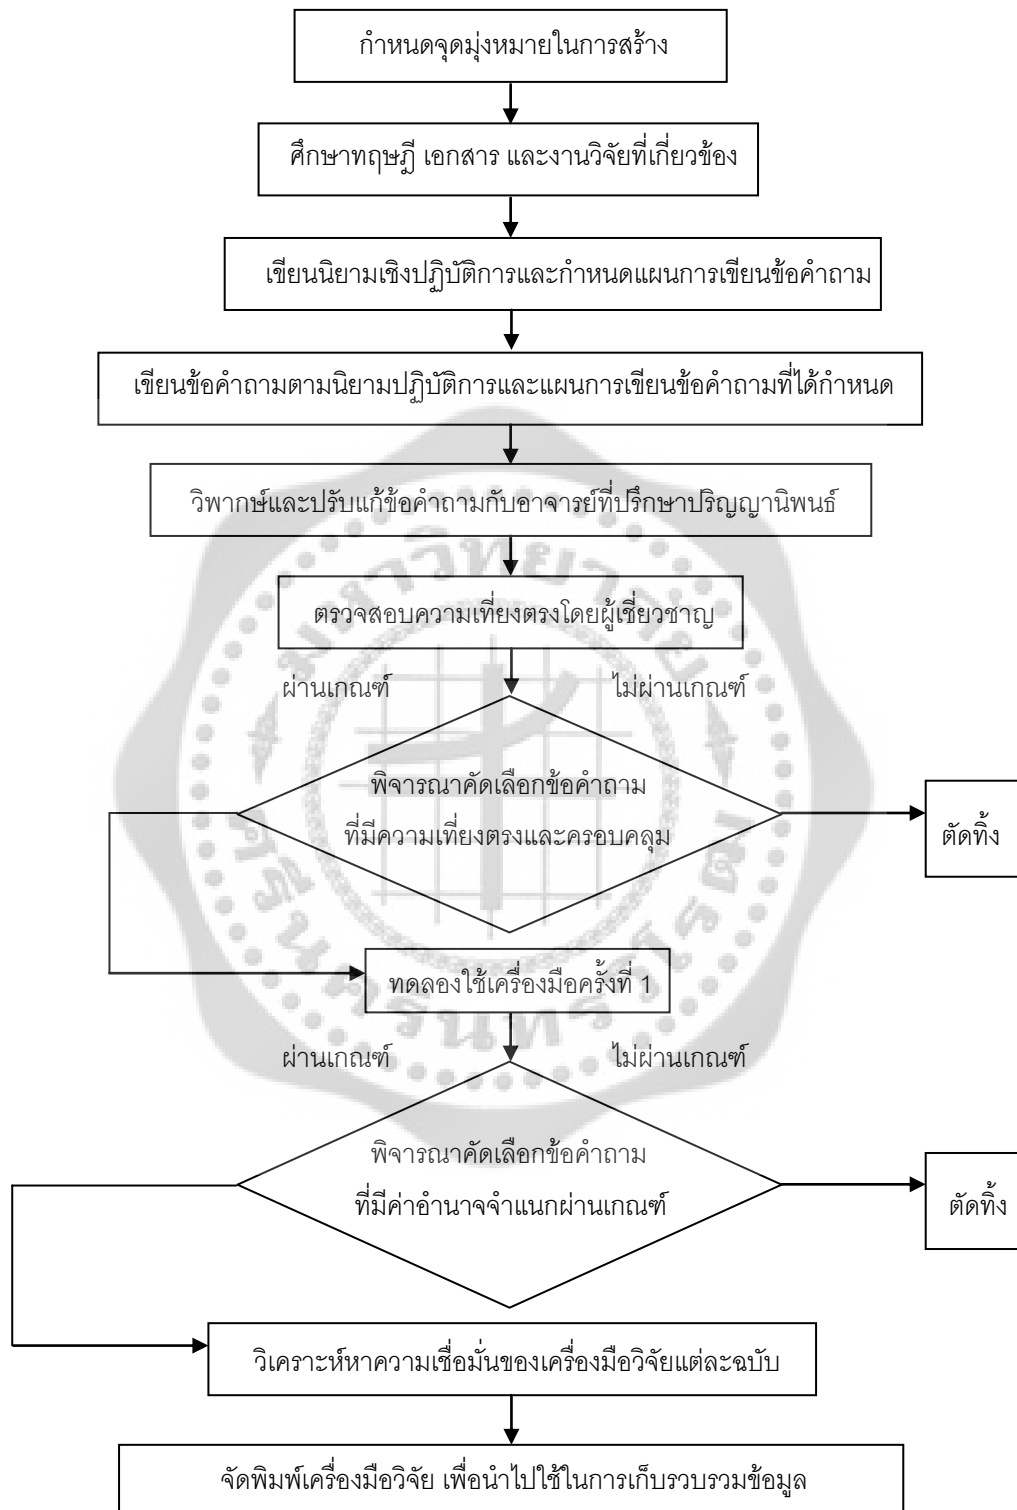 กำหนดจุดมุ่งหมายในการสร้าง
ศึกษาทฤษฎี เอกสาร และงานวิจัยที่เกี่ยวข้อง
เขียนนิยามเชิงปฏิบัติการและกำหนดแผนการเขียนข้อคำถาม
เขียนข้อคำถามตามนิยามปฏิบัติการและแผนการเขียนข้อคำถามที่ได้กำหนด
วิพากษ์และปรับแก้ข้อคำถามกับอาจารย์ที่ปรึกษาปริญญานิพนธ์
ตรวจสอบความเที่ยงตรงโดยผู้เชี่ยวชาญ
ผ่านเกณฑ์ ไม่ผ่านเกณฑ์
พิจารณาคัดเลือกข้อคำถาม
ที่มีความเที่ยงตรงและครอบคลุม
ตัดทิ้ง
ทดลองใช้เครื่องมือครั้งที่ 1
ผ่านเกณฑ์ ไม่ผ่านเกณฑ์
พิจารณาคัดเลือกข้อคำถาม
ที่มีค่าอำนาจจำแนกผ่านเกณฑ์
ตัดทิ้ง
วิเคราะห์หาความเชื่อมั่นของเครื่องมือวิจัยแต่ละฉบับ
จัดพิมพ์เครื่องมือวิจัย เพื่อนำไปใช้ในการเก็บรวบรวมข้อมูล
มหาวิทยาลัย
ศรีนครินทรวิโรฒ